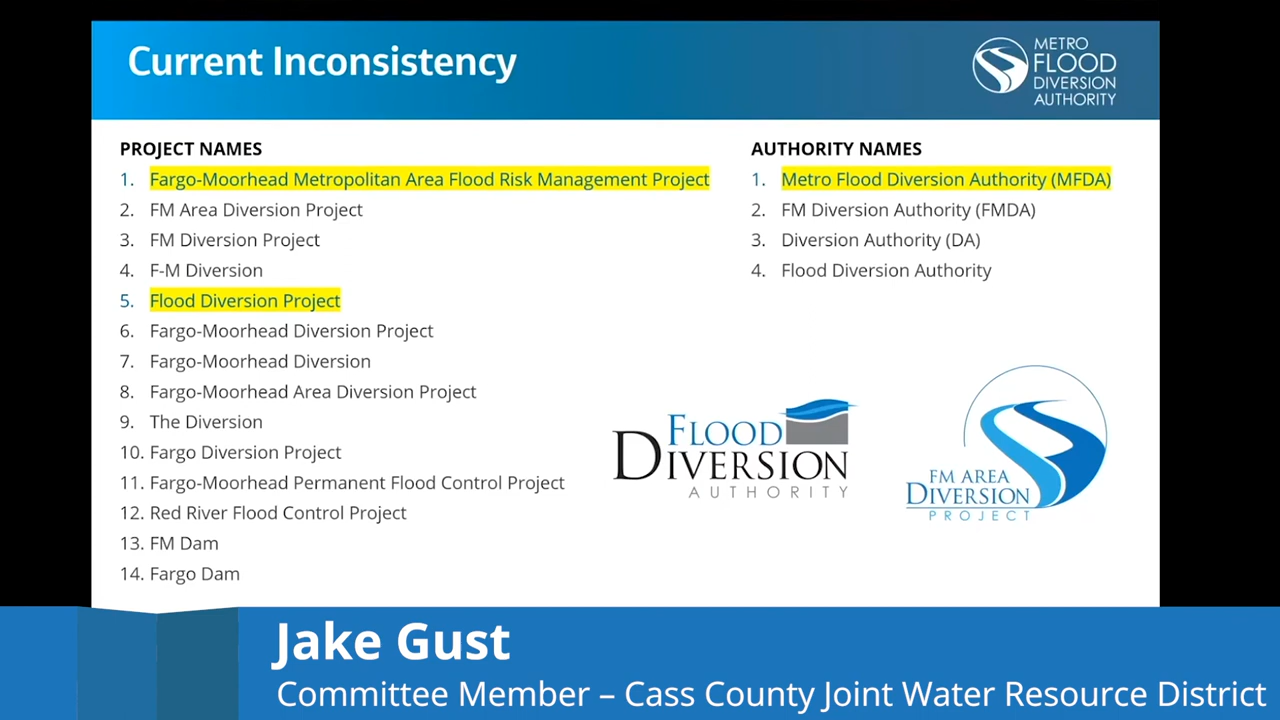 Current Inconsistency
METRO
FLOOD
DIVERSION
AUTHORITY
PROJECT NAMES
1. Fargo-Moorhead Metropolitan Area Flood Risk Management Project
2. FM Area Diversion Project
3. FM Diversion Project
4. F-M Diversion
5. Flood Diversion Project
6. Fargo-Moorhead Diversion Project
7. Fargo-Moorhead Diversion
8. Fargo-Moorhead Area Diversion Project
9. The Diversion
10. Fargo Diversion Project
11. Fargo-Moorhead Permanent Flood Control Project
12. Red River Flood Control Project
13. FM Dam
14. Fargo Dam
AUTHORITY NAMES
1. Metro Flood Diversion Authority (MFDA)
2. FM Diversion Authority (FMDA)
3. Diversion Authority (DA)
4. Flood Diversion Authority
FLOOD
DIVERSION
AUTHORITY
FM AREA
DIVERSION
PROJECT
Jake Gust
Committee Member – Cass County Joint Water Resource District